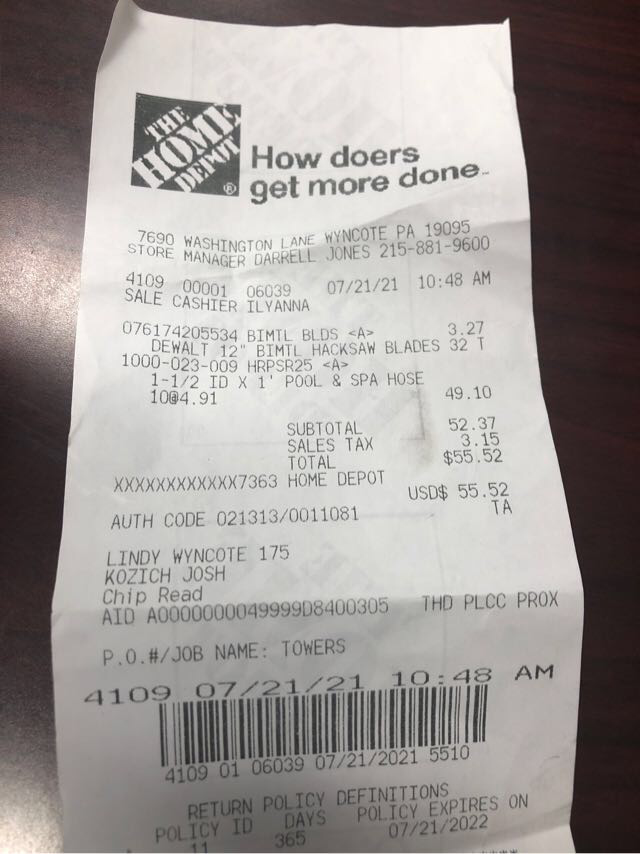 THE
HOME
DEPOT
®
How doers
get more done™
7690 WASHINGTON LANE WYNCOTE PA 19095
STORE MANAGER DARRELL JONES 215-881-9600
4109 00001 06039 07/21/21 10:48 AM
SALE CASHIER ILYANNA
076174205534 BIMTL BLDS <A> 3.27
DEWALT 12" BIMTL HACKSAW BLADES 32 T
1000-023-009 HRPSR25 <A>
1-1/2 ID X 1' POOL & SPA HOSE
10@4.91 49.10
SUBTOTAL 52.37
SALES TAX 3.15
TOTAL $55.52
XXXXXXXXXXXX7363 HOME DEPOT
USD$ 55.52
AUTH CODE 021313/0011081 TA
LINDY WYNCOTE 175
KOZICH JOSH
Chip Read
AID A0000000049999D8400305 THD PLCC PROX
P.O.#/JOB NAME: TOWERS
4109 07/21/21 10:48 AM
4109 01 06039 07/21/2021 5510
RETURN POLICY DEFINITIONS
POLICY ID DAYS POLICY EXPIRES ON
11 365 07/21/2022